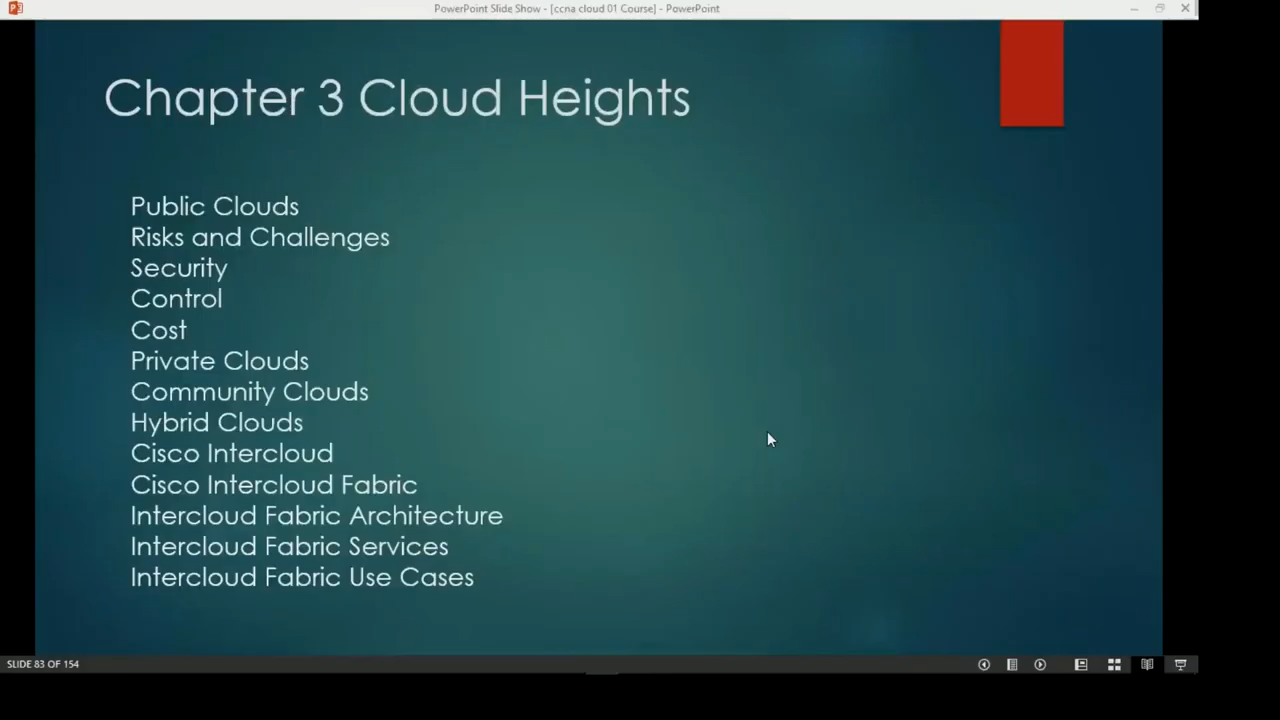 PowerPoint Slide Show - [ccna cloud 01 Course] - PowerPoint
Chapter 3 Cloud Heights
Public Clouds
Risks and Challenges
Security
Control
Cost
Private Clouds
Community Clouds
Hybrid Clouds
Cisco Intercloud
Cisco Intercloud Fabric
Intercloud Fabric Architecture
Intercloud Fabric Services
Intercloud Fabric Use Cases
SLIDE 83 OF 154